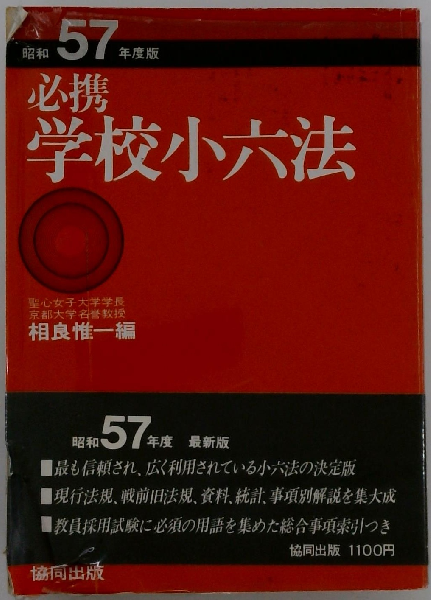 昭和57年度版
必携
学校小六法
聖心女子大学学長
京都大学名誉教授
相良惟一編
昭和57年度 最新版
■最も信頼され、広く利用されている小六法の決定版
■現行法規、戦前旧法規、資料、統計、事項別解説を集大成
■教員採用試験に必須の用語を集めた総合事項索引つき
協同出版 1100円
協同出版